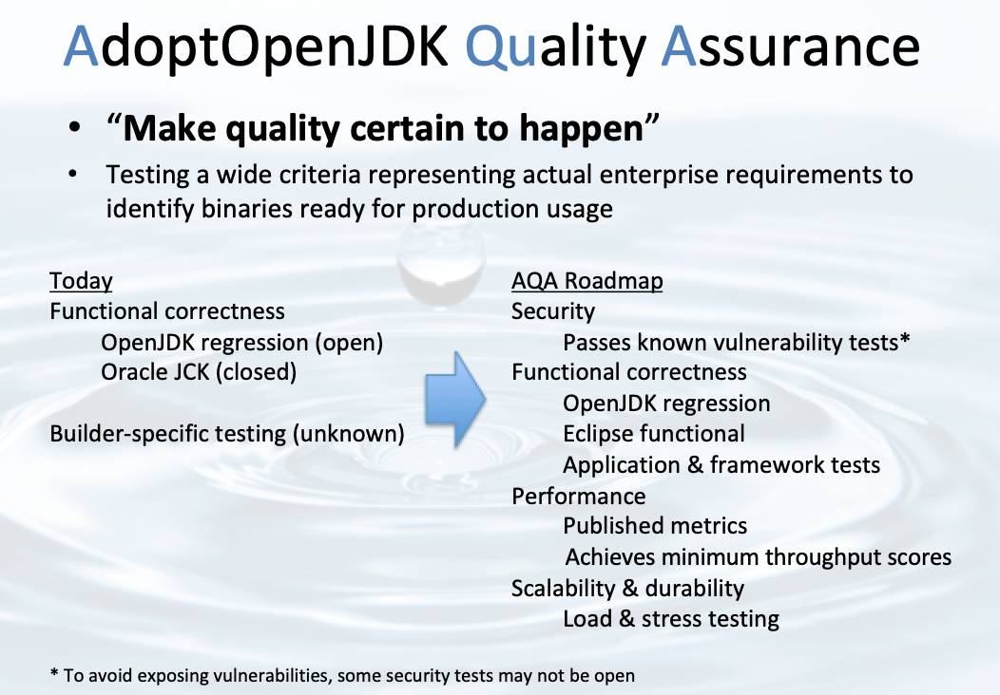 AdoptOpenJDK Quality Assurance
• “Make quality certain to happen”
• Testing a wide criteria representing actual enterprise requirements to
identify binaries ready for production usage
Today
Functional correctness
OpenJDK regression (open)
Oracle JCK (closed)
Builder-specific testing (unknown)
AQA Roadmap
Security
Passes known vulnerability tests*
Functional correctness
OpenJDK regression
Eclipse functional
Application & framework tests
Performance
Published metrics
Achieves minimum throughput scores
Scalability & durability
Load & stress testing
* To avoid exposing vulnerabilities, some security tests may not be open